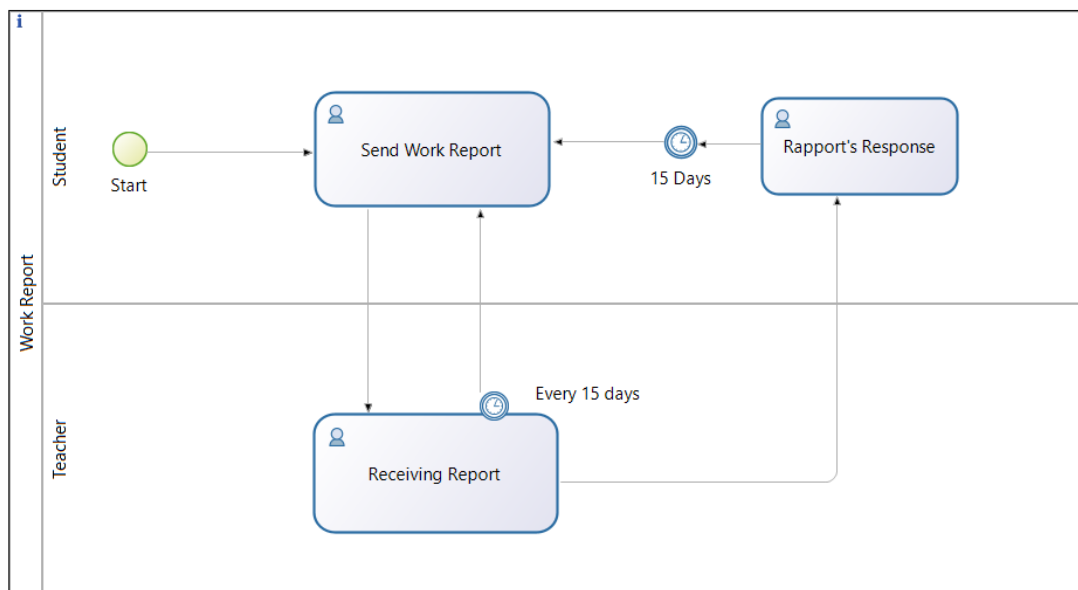 i
Work Report
Student
Start
Send Work Report
15 Days
Rapport's Response
Teacher
Every 15 days
Receiving Report